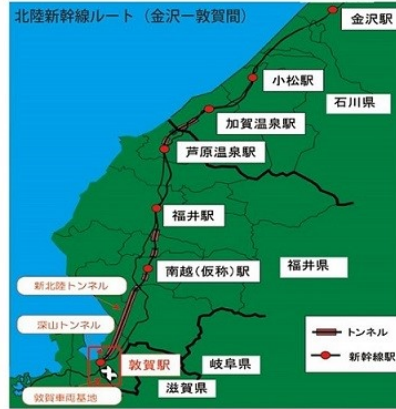 北陸新幹線ルート（金沢ー敦賀間）
金沢駅
小松駅
石川県
加賀温泉駅
芦原温泉駅
福井駅
南越(仮称)駅
福井県
新北陸トンネル
深山トンネル
トンネル
新幹線駅
敦賀駅
岐阜県
滋賀県
敦賀車両基地